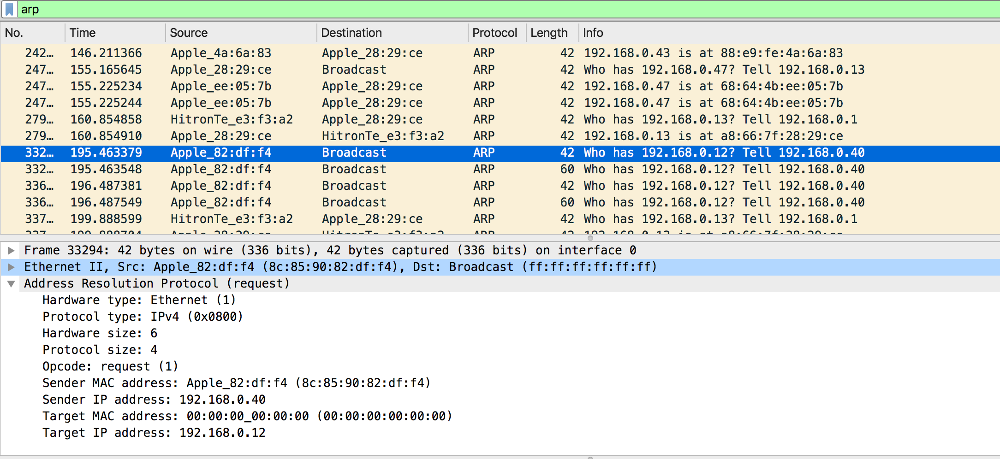 arp
No. Time Source Destination Protocol Length Info
242… 146.211366 Apple_4a:6a:83 Apple_28:29:ce ARP 42 192.168.0.43 is at 88:e9:fe:4a:6a:83
247… 155.165645 Apple_28:29:ce Broadcast ARP 42 Who has 192.168.0.47? Tell 192.168.0.13
247… 155.225234 Apple_ee:05:7b Apple_28:29:ce ARP 42 192.168.0.47 is at 68:64:4b:ee:05:7b
247… 155.225244 Apple_ee:05:7b Apple_28:29:ce ARP 42 192.168.0.47 is at 68:64:4b:ee:05:7b
279… 160.854858 HitronTe_e3:f3:a2 Apple_28:29:ce ARP 42 Who has 192.168.0.13? Tell 192.168.0.1
279… 160.854910 Apple_28:29:ce HitronTe_e3:f3:a2 ARP 42 192.168.0.13 is at a8:66:7f:28:29:ce
332… 195.463379 Apple_82:df:f4 Broadcast ARP 42 Who has 192.168.0.12? Tell 192.168.0.40
332… 195.463548 Apple_82:df:f4 Broadcast ARP 60 Who has 192.168.0.12? Tell 192.168.0.40
336… 196.487381 Apple_82:df:f4 Broadcast ARP 42 Who has 192.168.0.12? Tell 192.168.0.40
336… 196.487549 Apple_82:df:f4 Broadcast ARP 60 Who has 192.168.0.12? Tell 192.168.0.40
337… 199.888599 HitronTe_e3:f3:a2 Apple_28:29:ce ARP 42 Who has 192.168.0.13? Tell 192.168.0.1
Frame 33294: 42 bytes on wire (336 bits), 42 bytes captured (336 bits) on interface 0
Ethernet II, Src: Apple_82:df:f4 (8c:85:90:82:df:f4), Dst: Broadcast (ff:ff:ff:ff:ff:ff)
Address Resolution Protocol (request)
Hardware type: Ethernet (1)
Protocol type: IPv4 (0x0800)
Hardware size: 6
Protocol size: 4
Opcode: request (1)
Sender MAC address: Apple_82:df:f4 (8c:85:90:82:df:f4)
Sender IP address: 192.168.0.40
Target MAC address: 00:00:00_00:00:00 (00:00:00:00:00:00)
Target IP address: 192.168.0.12